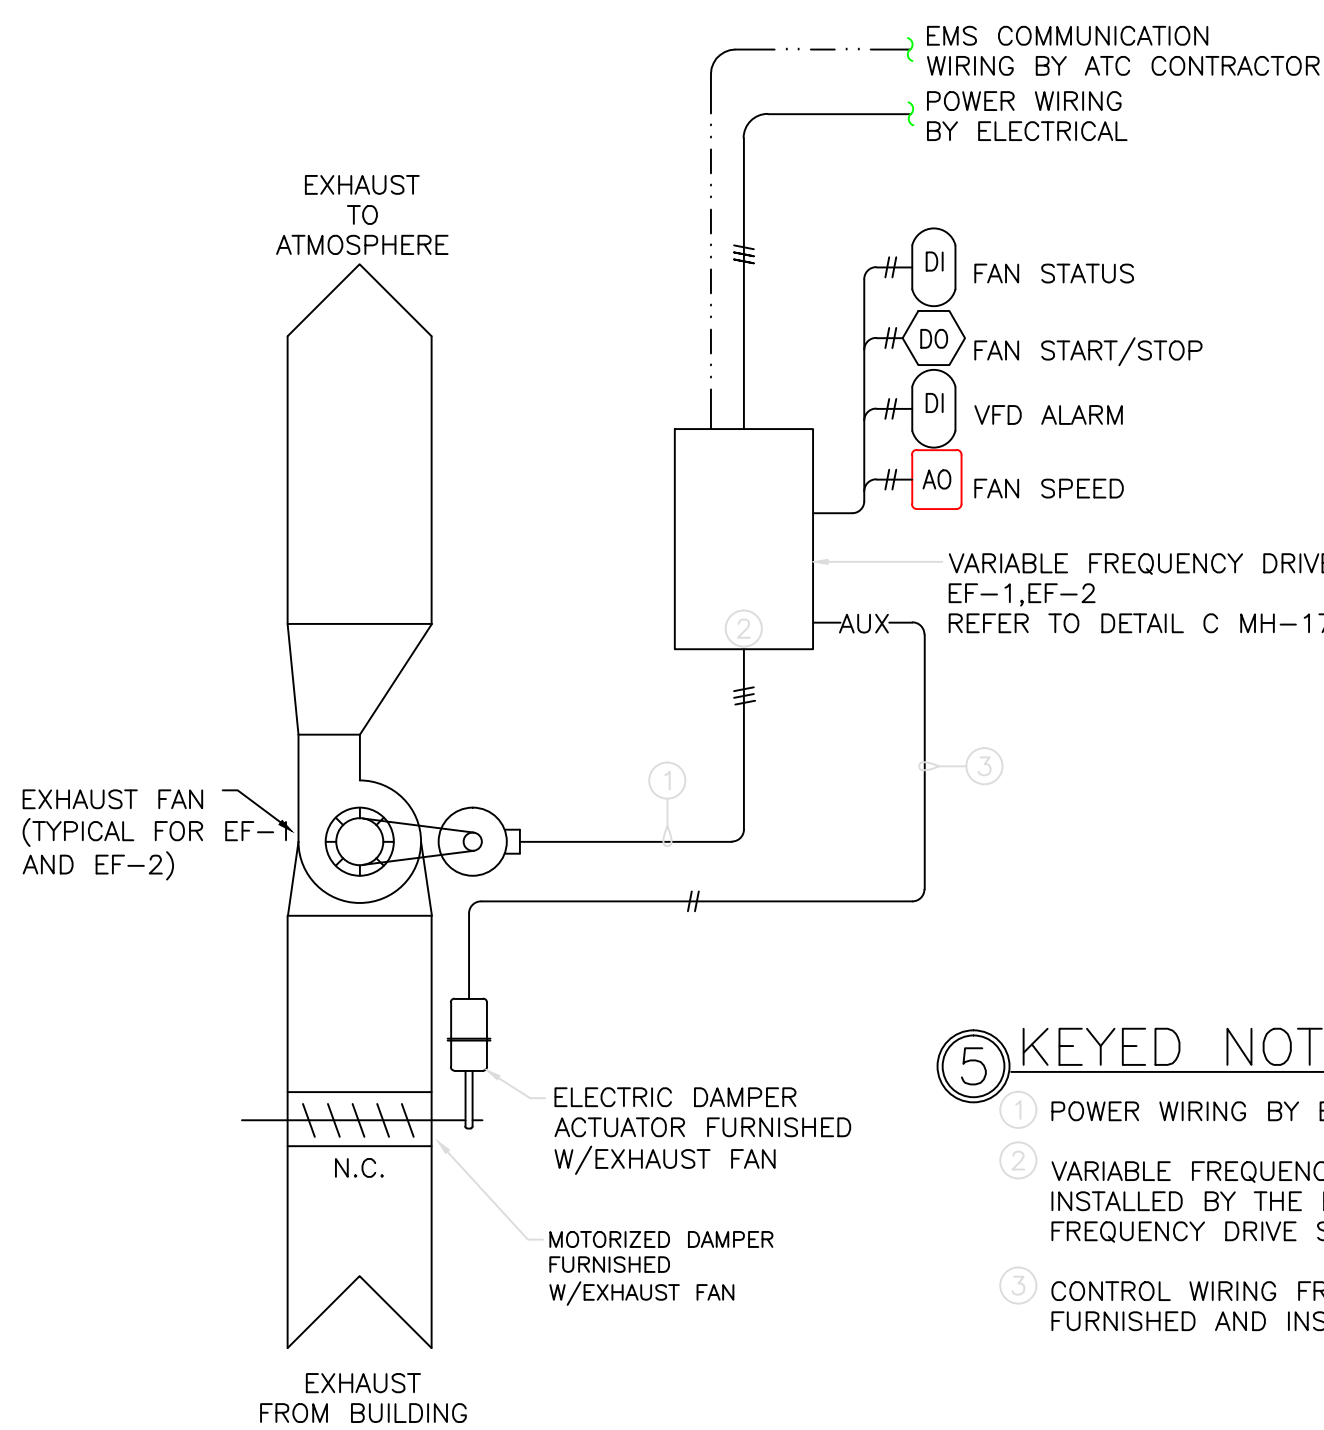 EMS COMMUNICATION
WIRING BY ATC CONTRACTOR
POWER WIRING
BY ELECTRICAL
EXHAUST
TO
ATMOSPHERE
DI FAN STATUS
DO FAN START/STOP
DI VFD ALARM
AO FAN SPEED
VARIABLE FREQUENCY DRIVE
EF-1,EF-2
REFER TO DETAIL C MH-17
2
AUX
1
3
EXHAUST FAN
(TYPICAL FOR EF-1
AND EF-2)
ELECTRIC DAMPER
ACTUATOR FURNISHED
W/EXHAUST FAN
N.C.
MOTORIZED DAMPER
FURNISHED
W/EXHAUST FAN
EXHAUST
FROM BUILDING
5 KEYED NOT
1 POWER WIRING BY
2 VARIABLE FREQUENC
INSTALLED BY THE
FREQUENCY DRIVE S
3 CONTROL WIRING FR
FURNISHED AND INS